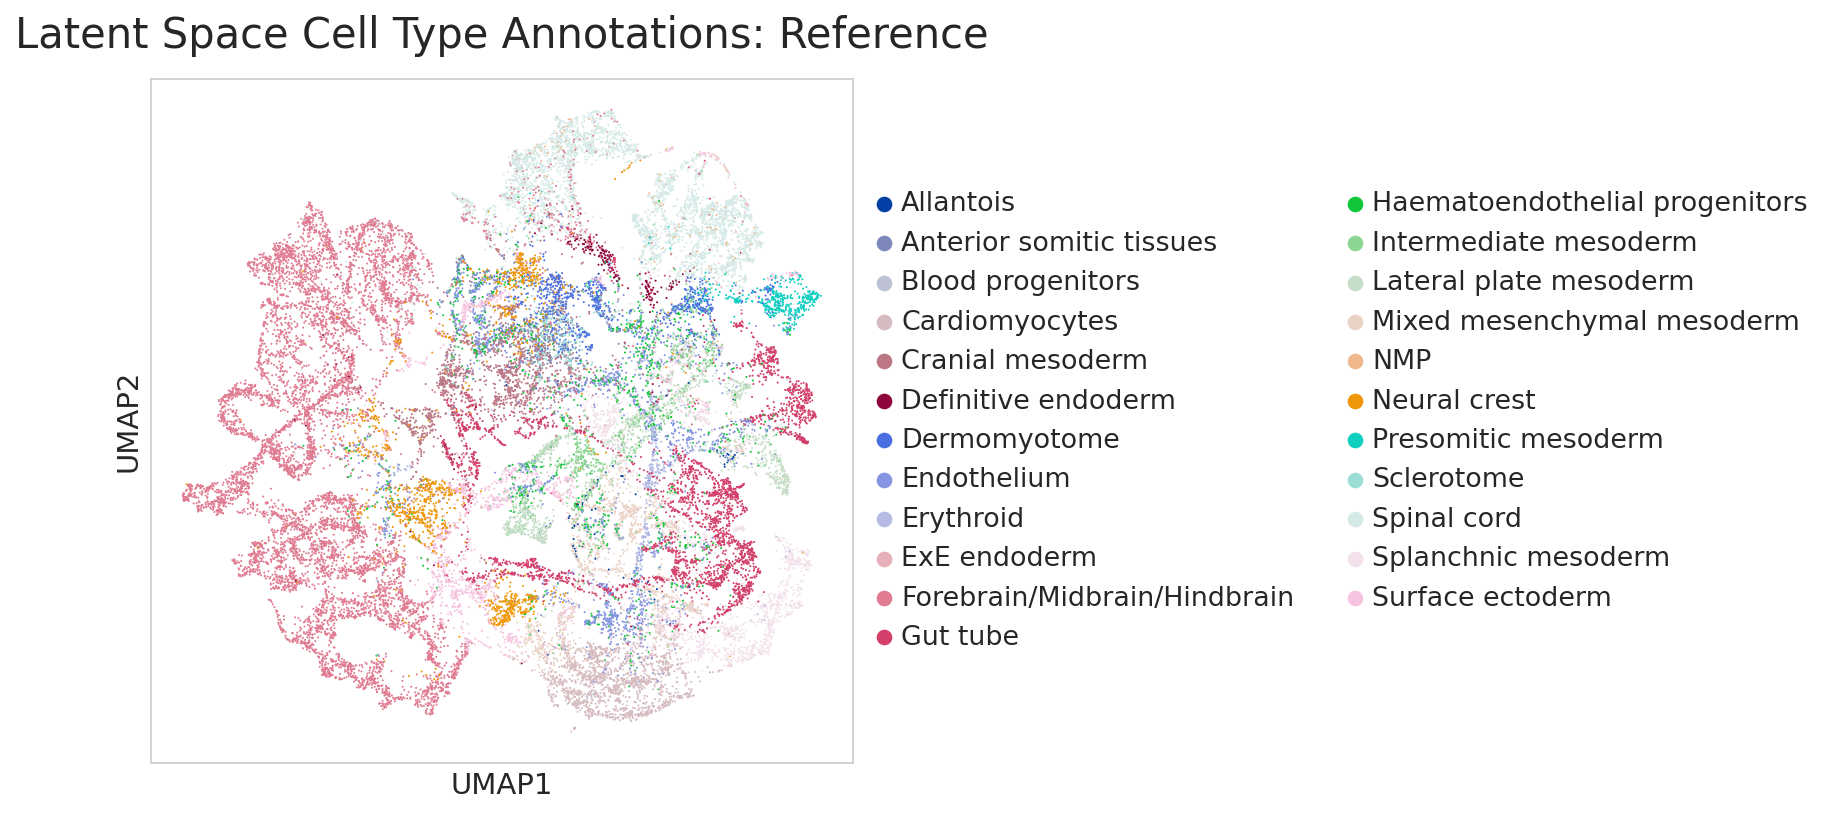 Latent Space Cell Type Annotations: Reference
UMAP2
UMAP1
Allantois
Anterior somitic tissues
Blood progenitors
Cardiomyocytes
Cranial mesoderm
Definitive endoderm
Dermomyotome
Endothelium
Erythroid
ExE endoderm
Forebrain/Midbrain/Hindbrain
Gut tube
Haematoendothelial progenitors
Intermediate mesoderm
Lateral plate mesoderm
Mixed mesenchymal mesoderm
NMP
Neural crest
Presomitic mesoderm
Sclerotome
Spinal cord
Splanchnic mesoderm
Surface ectoderm